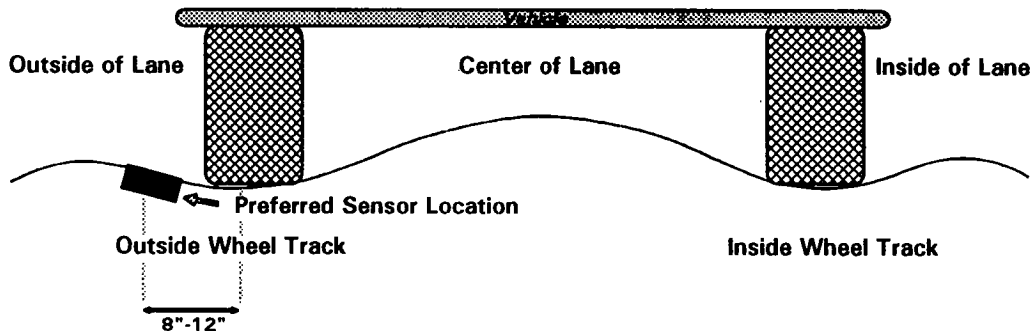 Vehicle
Outside of Lane
Center of Lane
Inside of Lane
Preferred Sensor Location
Outside Wheel Track
Inside Wheel Track
8"-12"